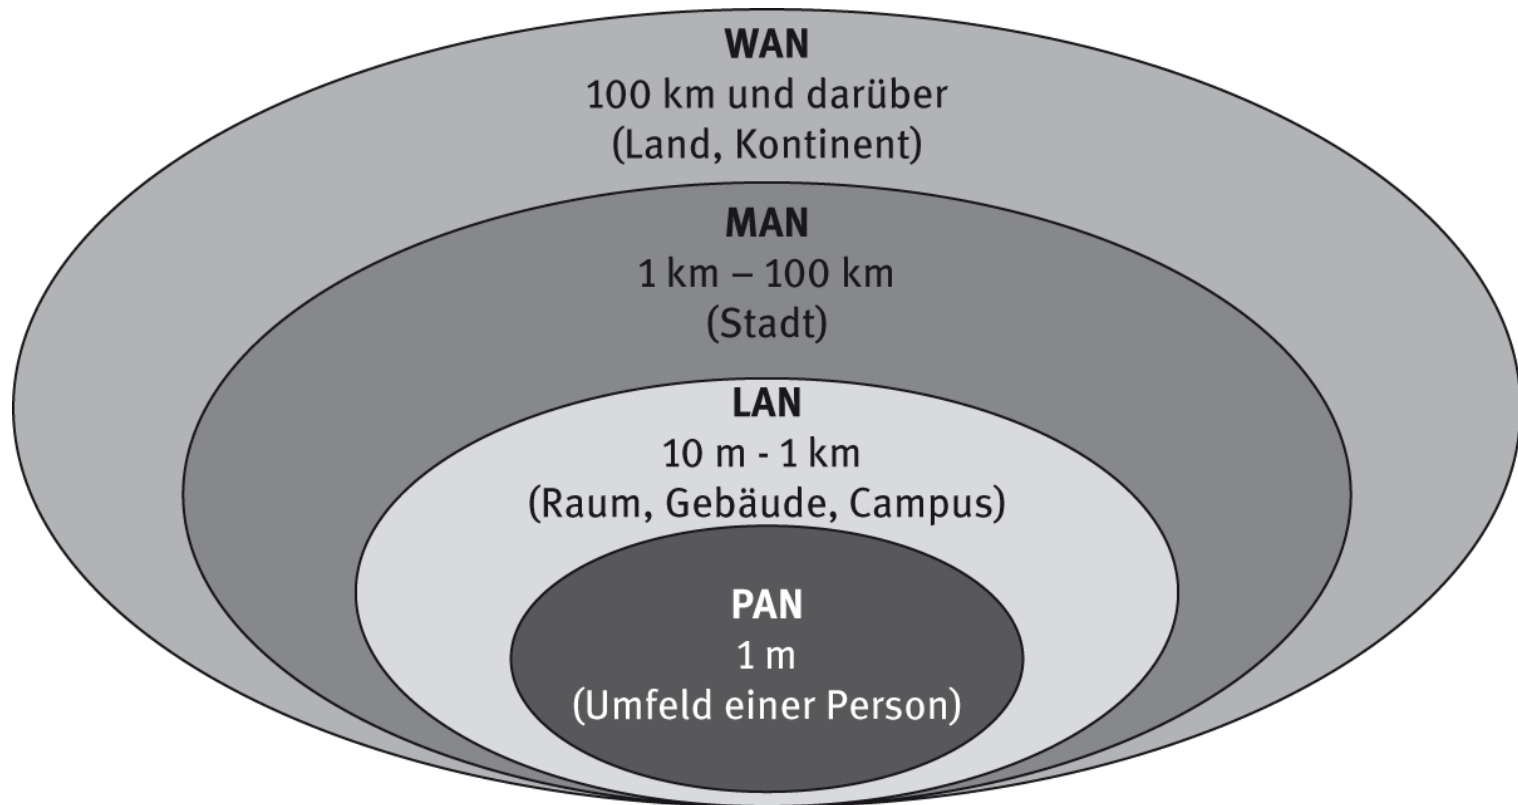 WAN
100 km und darüber
(Land, Kontinent)
MAN
1 km – 100 km
(Stadt)
LAN
10 m - 1 km
(Raum, Gebäude, Campus)
PAN
1 m
(Umfeld einer Person)